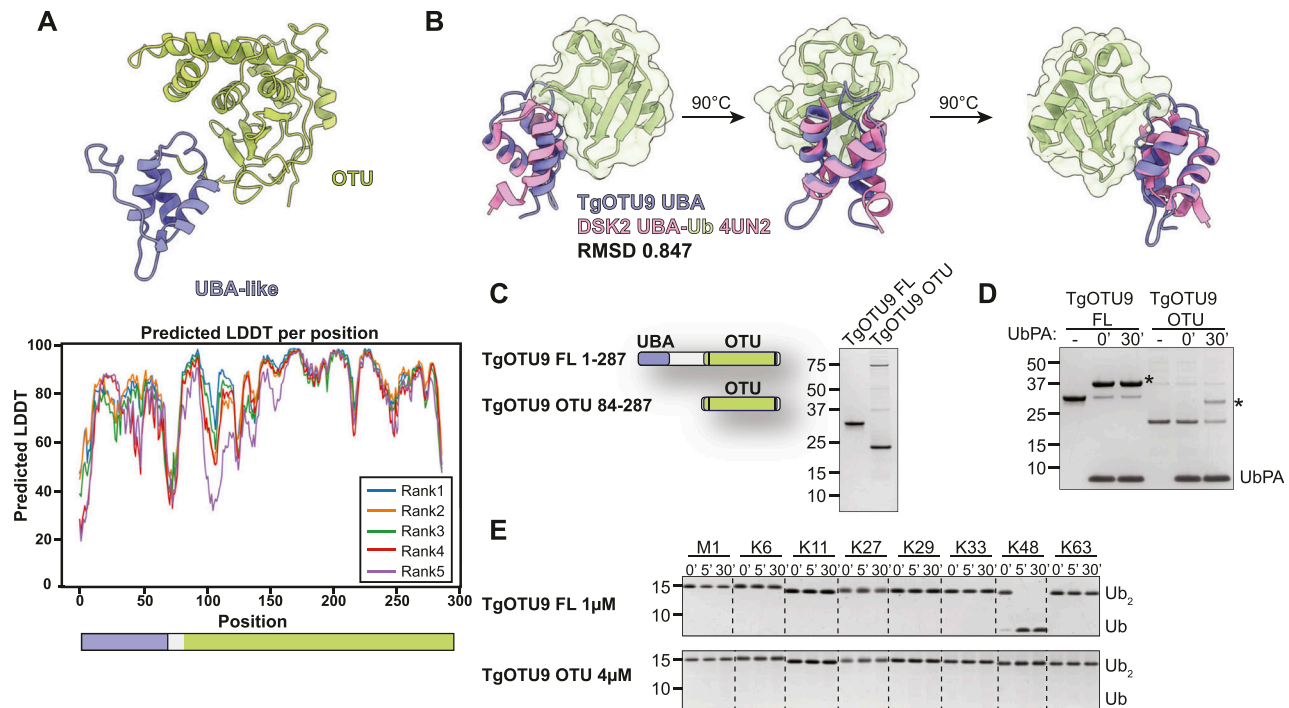 A
OTU
UBA-like
Predicted LDDT per position
Predicted LDDT
100
80
60
40
20
0
Rank1
Rank2
Rank3
Rank4
Rank5
0 50 100 150 200 250 300
Position
B
90°C
90°C
TgOTU9 UBA
DSK2 UBA-Ub 4UN2
RMSD 0.847
C
UBA OTU
TgOTU9 FL 1-287
OTU
TgOTU9 OTU 84-287
TgOTU9 FL
TgOTU9 OTU
75
50
37
25
15
10
D
TgOTU9 FL
TgOTU9 OTU
UbPA: - 0' 30' - 0' 30'
50
37
25
15
10
*
*
UbPA
E
M1 K6 K11 K27 K29 K33 K48 K63
0' 5' 30' 0' 5' 30' 0' 5' 30' 0' 5' 30' 0' 5' 30' 0' 5' 30' 0' 5' 30' 0' 5' 30'
TgOTU9 FL 1µM
15
10
Ub2
Ub
TgOTU9 OTU 4µM
15
10
Ub2
Ub